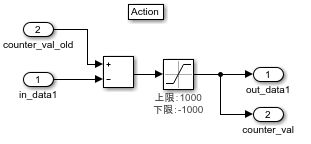 Action
2
counter_val_old
1
in_data1
+
−
上限:1000
下限:-1000
1
out_data1
2
counter_val